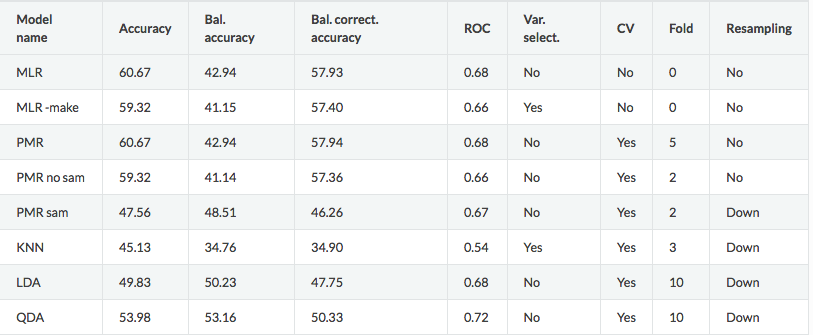 Model name Accuracy Bal. accuracy Bal. correct. accuracy ROC Var. select. CV Fold Resampling
MLR 60.67 42.94 57.93 0.68 No No 0 No
MLR -make 59.32 41.15 57.40 0.66 Yes No 0 No
PMR 60.67 42.94 57.94 0.68 No Yes 5 No
PMR no sam 59.32 41.14 57.36 0.66 No Yes 2 No
PMR sam 47.56 48.51 46.26 0.67 No Yes 2 Down
KNN 45.13 34.76 34.90 0.54 Yes Yes 3 Down
LDA 49.83 50.23 47.75 0.68 No Yes 10 Down
QDA 53.98 53.16 50.33 0.72 No Yes 10 Down